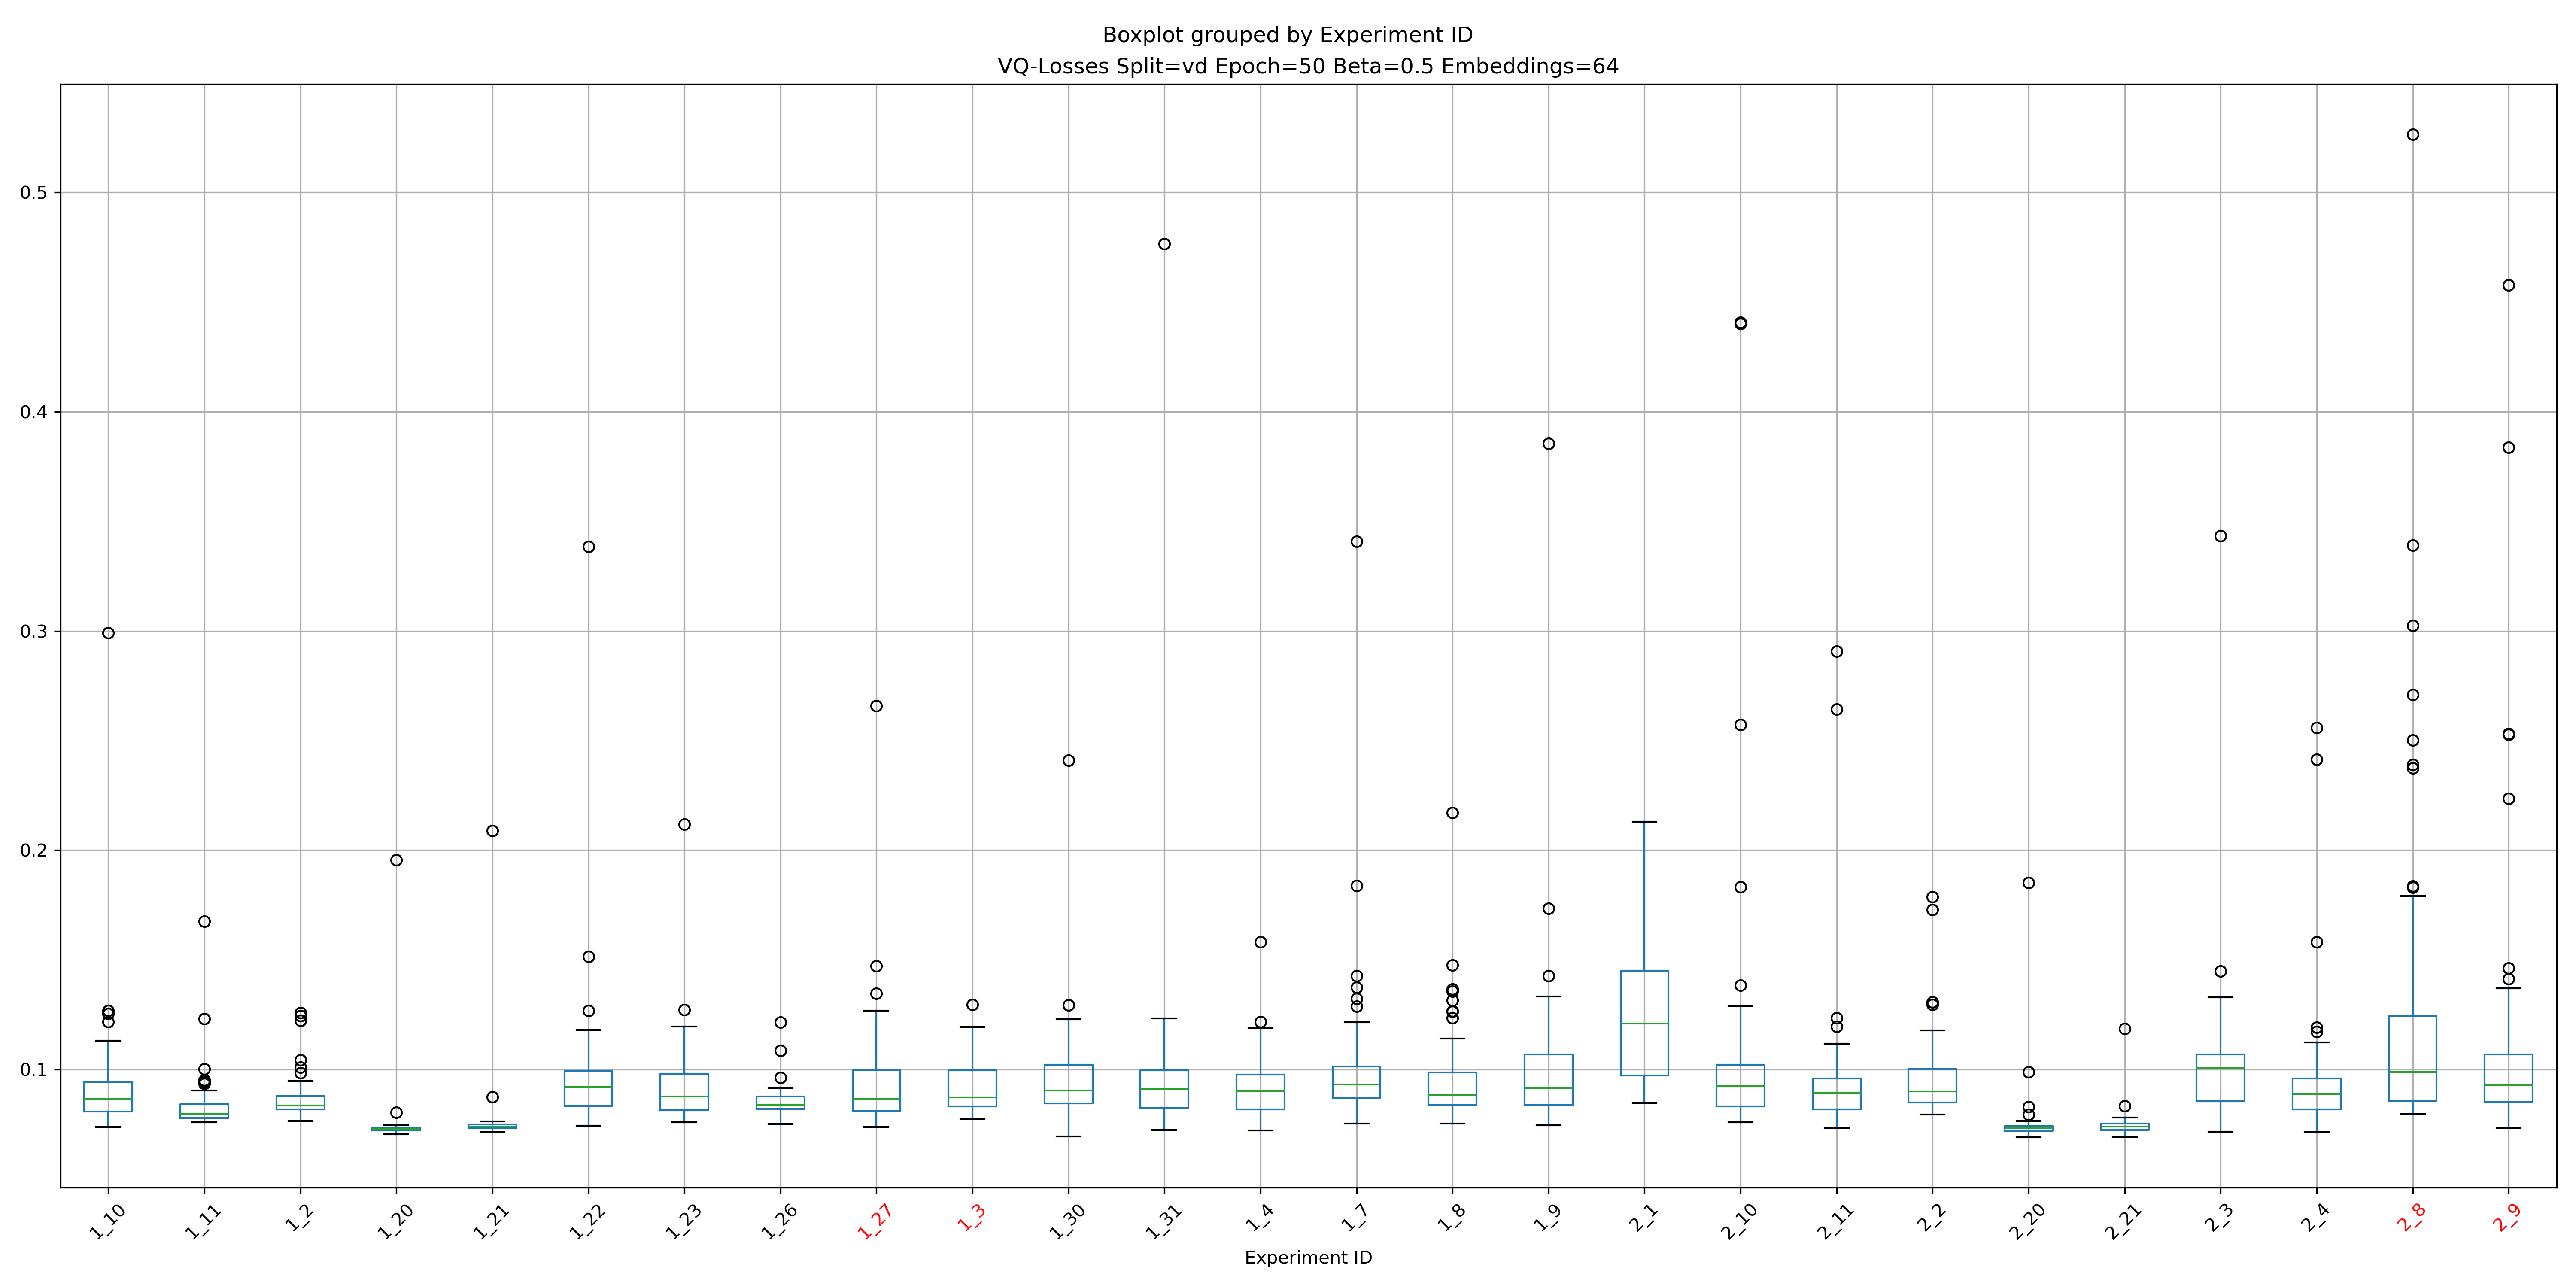 Boxplot grouped by Experiment ID
VQ-Losses Split=vd Epoch=50 Beta=0.5 Embeddings=64
0.5
0.4
0.3
0.2
0.1
1_10 1_11 1_2 1_20 1_21 1_22 1_23 1_26 1_27 1_3 1_30 1_31 1_4 1_7 1_8 1_9 2_1 2_10 2_11 2_2 2_20 2_21 2_3 2_4 2_8 2_9
Experiment ID